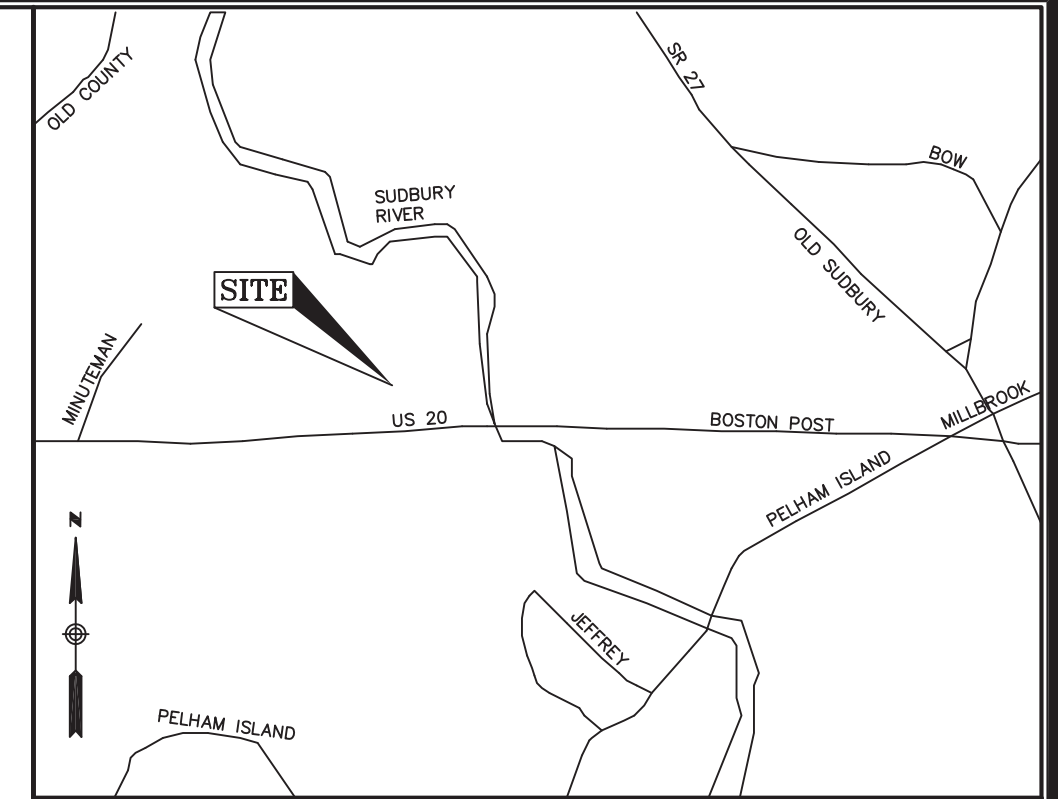 OLD COUNTY
SR 27
BOW
SUDBURY
RIVER
OLD SUDBURY
SITE
MINUTEMAN
US 20
BOSTON POST
MILLBROOK
PELHAM ISLAND
N
JEFFREY
PELHAM ISLAND